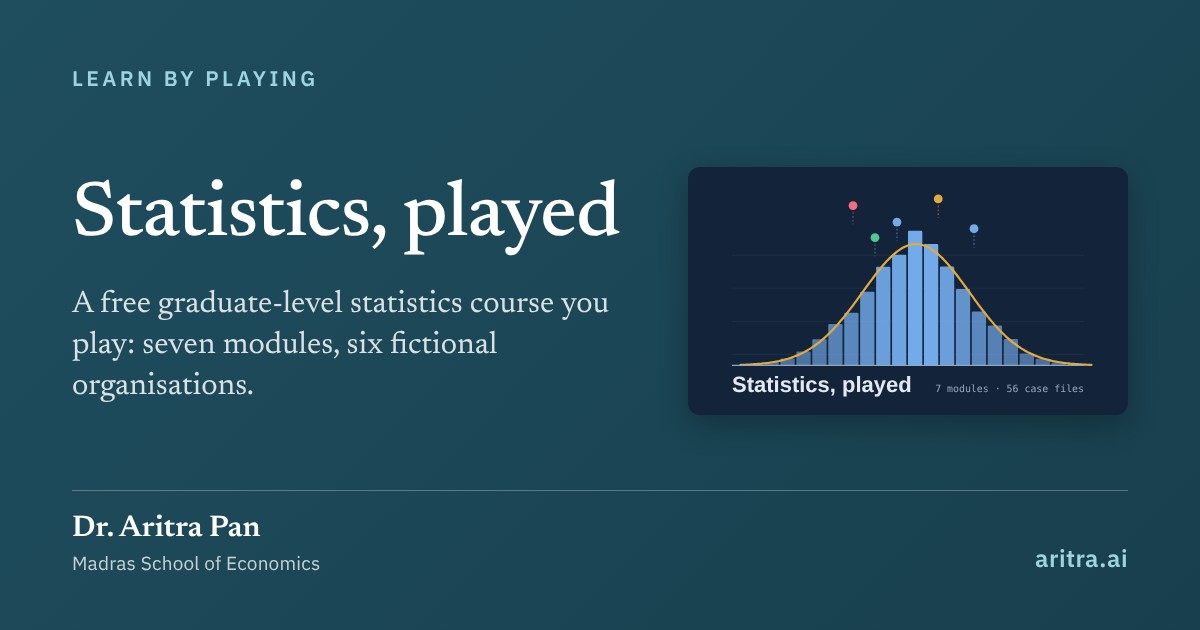 LEARN BY PLAYING
Statistics, played
A free graduate-level statistics course you
play: seven modules, six fictional
organisations.
Statistics, played
7 modules · 56 case files
Dr. Aritra Pan
Madras School of Economics
aritra.ai